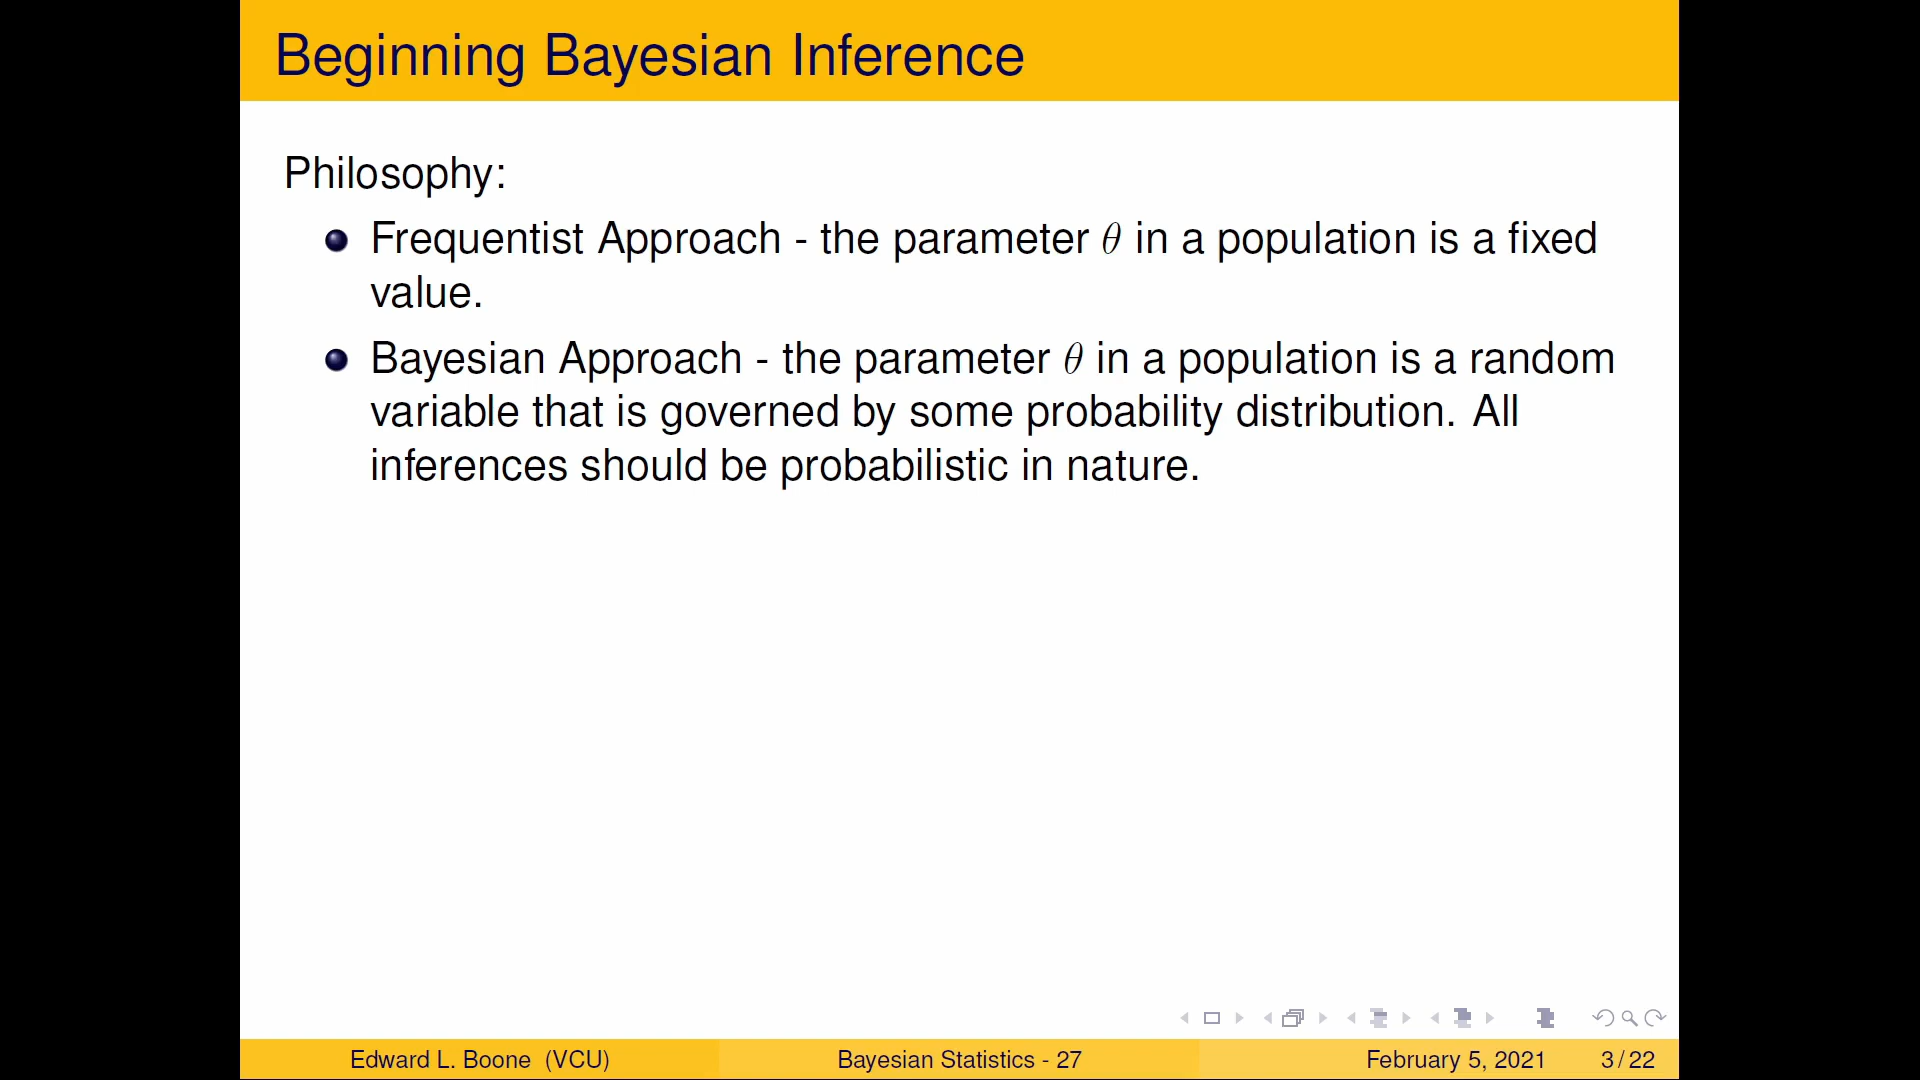 Beginning Bayesian Inference
Philosophy:
Frequentist Approach - the parameter θ in a population is a fixed
value.
Bayesian Approach - the parameter θ in a population is a random
variable that is governed by some probability distribution. All
inferences should be probabilistic in nature.
Edward L. Boone (VCU) Bayesian Statistics - 27 February 5, 2021 3 / 22